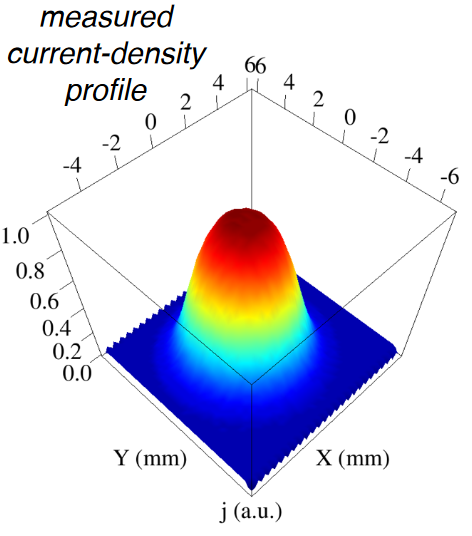 measured
current-density
profile
-4 -2 0 2 4 66 4 2 0 -2 -4 -6
1.0
0.8
0.6
0.4
0.2
0.0
Y (mm) X (mm)
j (a.u.)